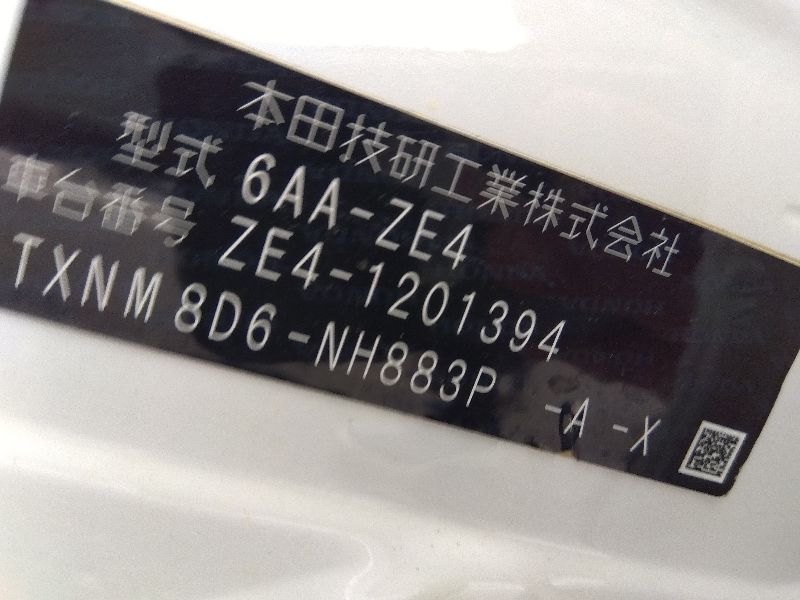 本田技研工業株式会社
型式 6AA-ZE4
車台番号 ZE4-1201394
TXNM 8D6-NH883P -A -X